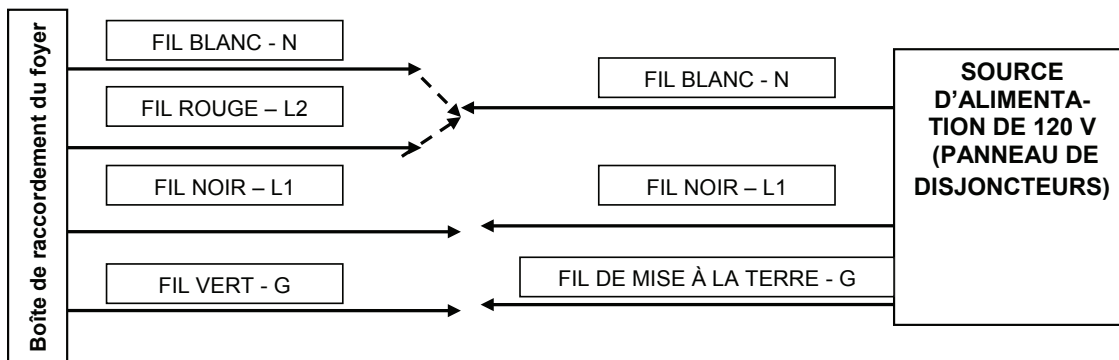 Boîte de raccordement du foyer
FIL BLANC - N
FIL ROUGE – L2
FIL NOIR – L1
FIL VERT - G
FIL BLANC - N
FIL NOIR – L1
FIL DE MISE À LA TERRE - G
SOURCE
D’ALIMENTA-
TION DE 120 V
(PANNEAU DE
DISJONCTEURS)